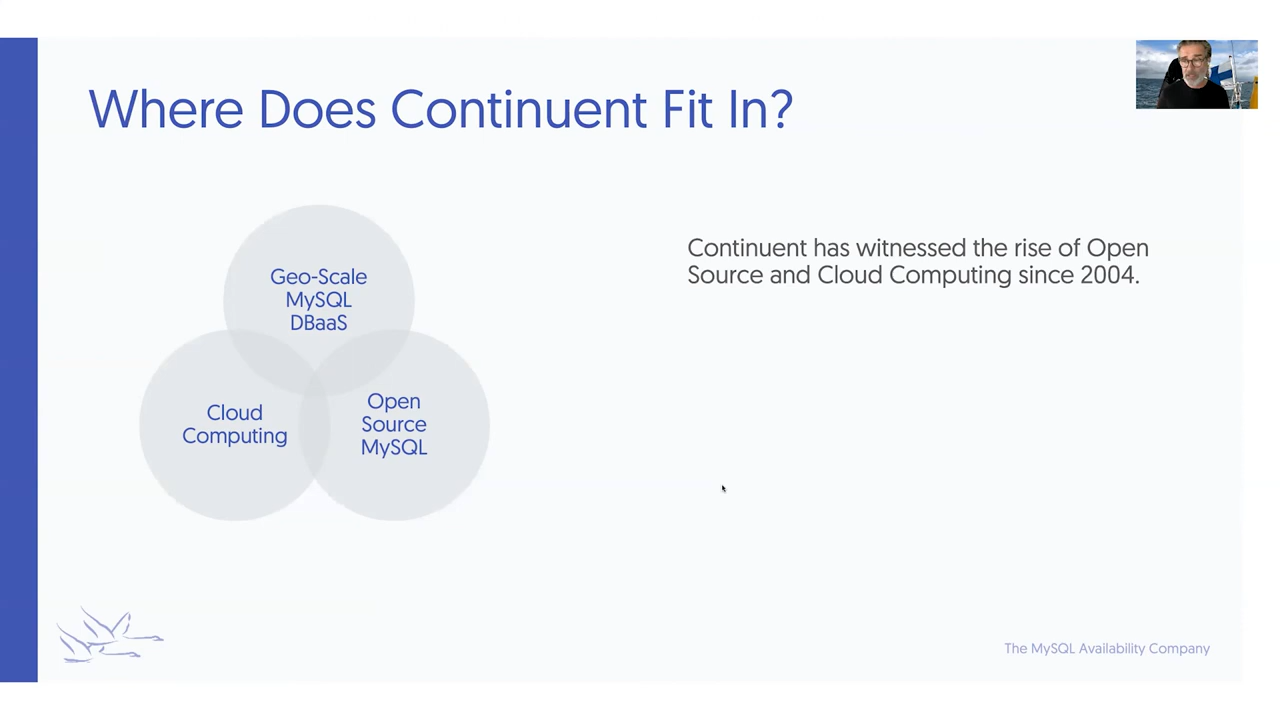 Where Does Continuent Fit In?
Geo-Scale
MySQL
DBaaS
Cloud
Computing
Open
Source
MySQL
Continuent has witnessed the rise of Open
Source and Cloud Computing since 2004.
The MySQL Availability Company